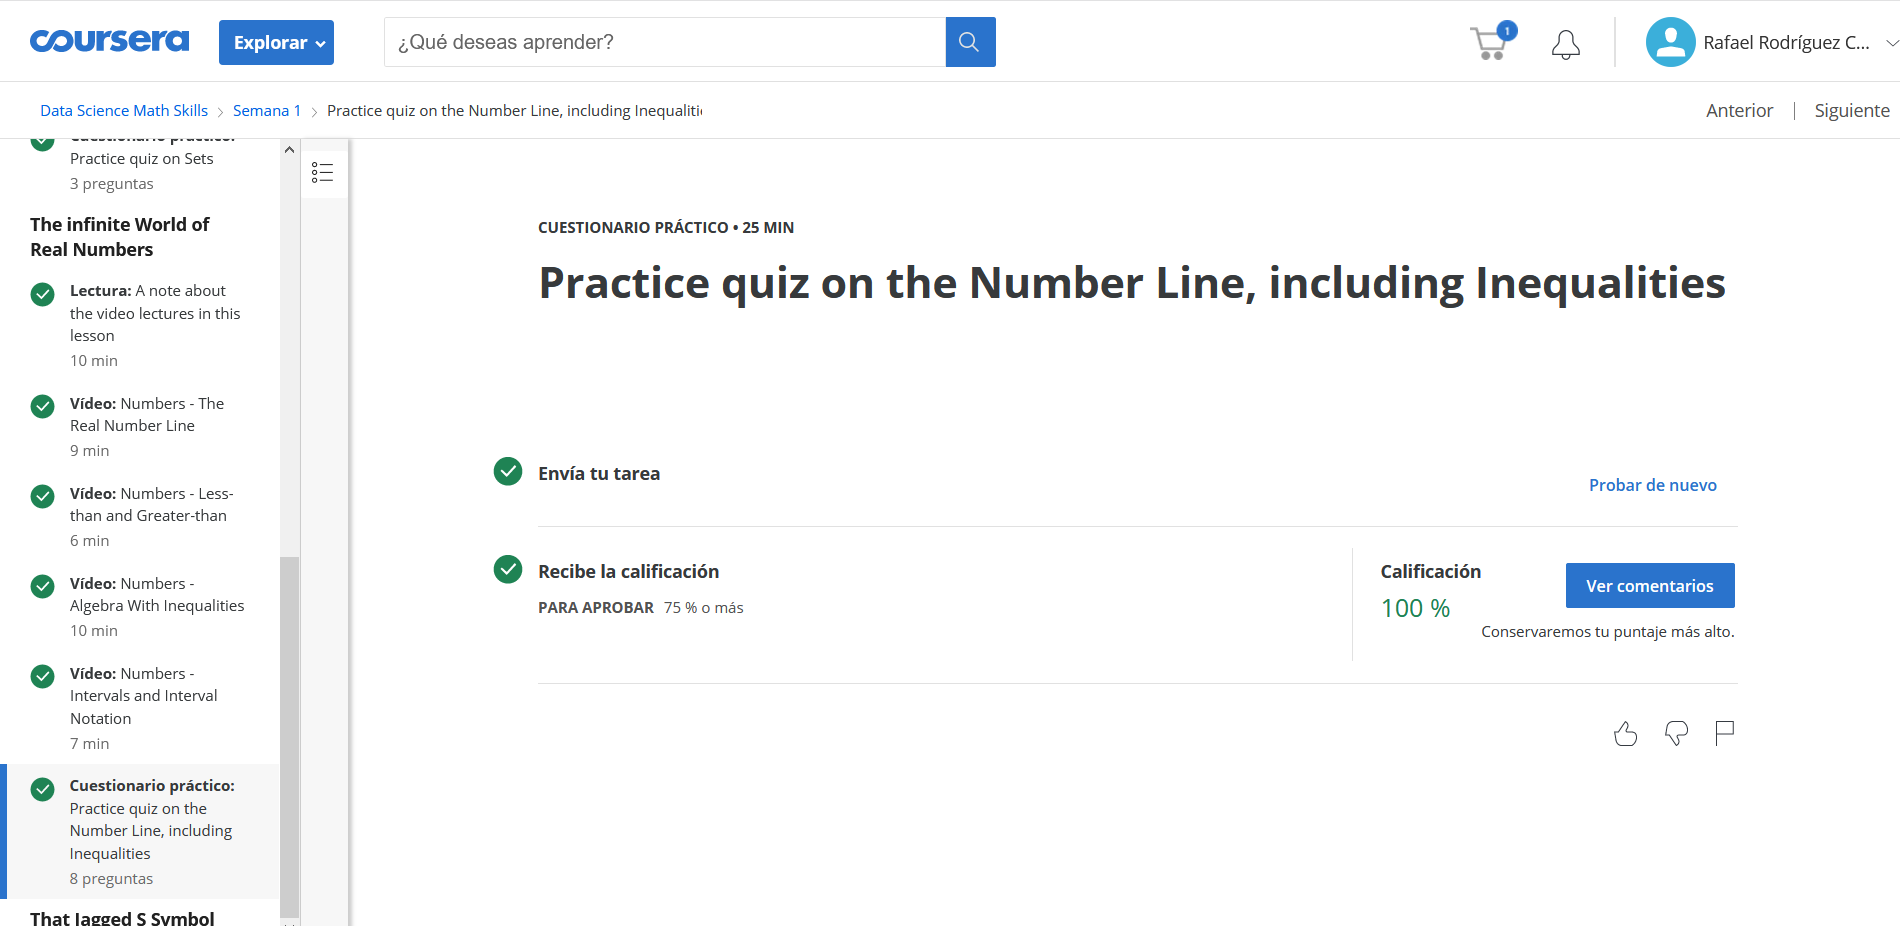 coursera
Explorar
¿Qué deseas aprender?
1
Rafael Rodríguez C...
Data Science Math Skills
Semana 1
Practice quiz on the Number Line, including Inequaliti
Anterior
Siguiente
Cuestionario práctico:
Practice quiz on Sets
3 preguntas
The infinite World of
Real Numbers
Lectura: A note about
the video lectures in this
lesson
10 min
Vídeo: Numbers - The
Real Number Line
9 min
Vídeo: Numbers - Less-
than and Greater-than
6 min
Vídeo: Numbers -
Algebra With Inequalities
10 min
Vídeo: Numbers -
Intervals and Interval
Notation
7 min
Cuestionario práctico:
Practice quiz on the
Number Line, including
Inequalities
8 preguntas
That Jagged S Symbol
CUESTIONARIO PRÁCTICO • 25 MIN
Practice quiz on the Number Line, including Inequalities
Envía tu tarea
Probar de nuevo
Recibe la calificación
PARA APROBAR 75 % o más
Calificación
100 %
Ver comentarios
Conservaremos tu puntaje más alto.